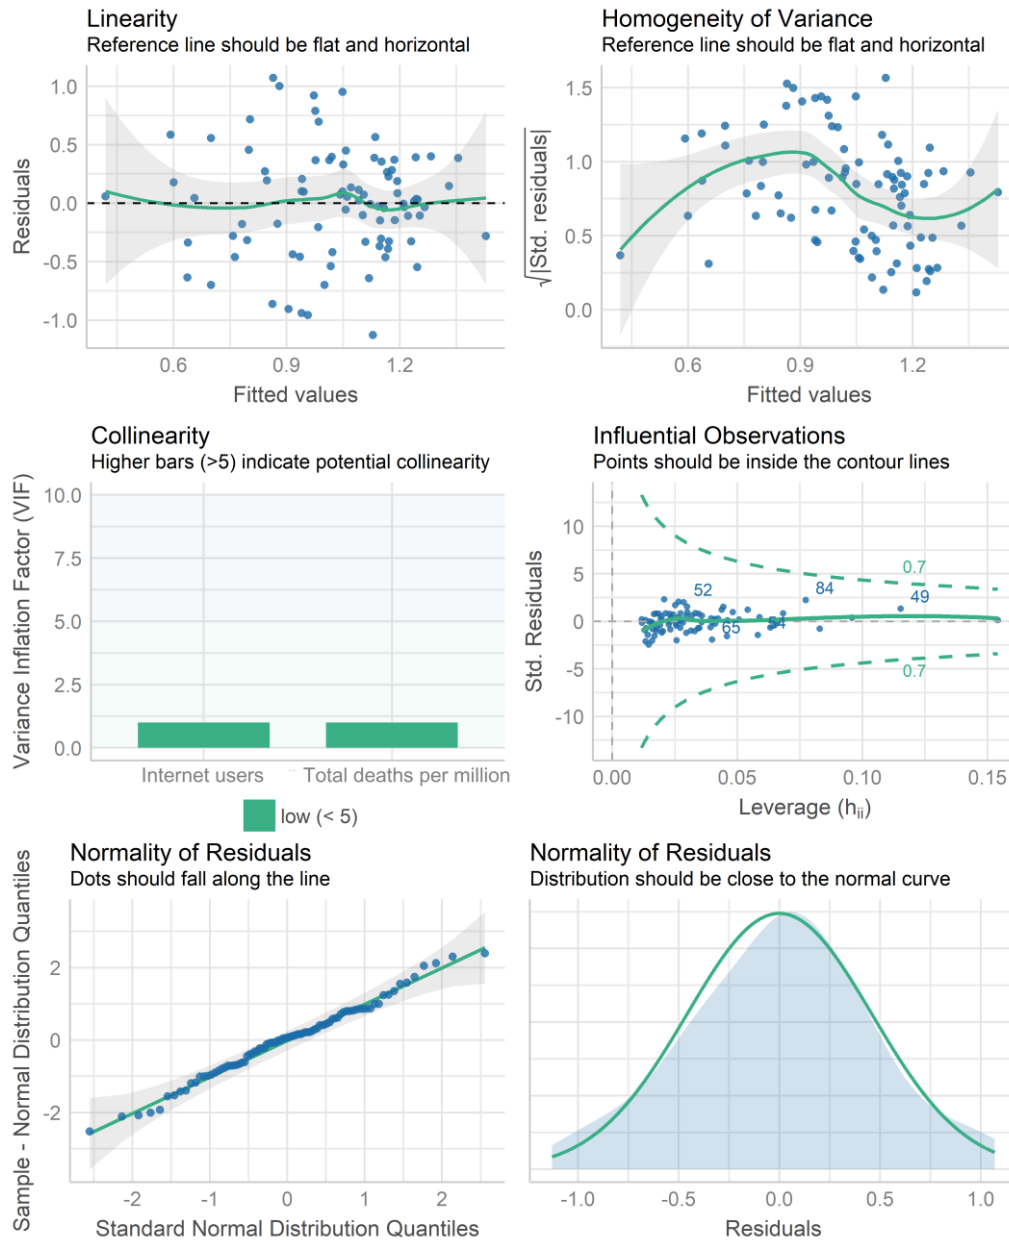 Linearity
Reference line should be flat and horizontal
Residuals
1.0
0.5
0.0
-0.5
-1.0
0.6 0.9 1.2
Fitted values
Homogeneity of Variance
Reference line should be flat and horizontal
√|Std. residuals|
1.5
1.0
0.5
0.0
0.6 0.9 1.2
Fitted values
Collinearity
Higher bars (>5) indicate potential collinearity
Variance Inflation Factor (VIF)
10.0
7.5
5.0
2.5
0.0
Internet users Total deaths per million
low (< 5)
Influential Observations
Points should be inside the contour lines
Std. Residuals
10
5
0
-5
-10
0.7
52 84 49
65 54
0.7
0.00 0.05 0.10 0.15
Leverage (hii)
Normality of Residuals
Dots should fall along the line
Sample - Normal Distribution Quantiles
2
0
-2
-2 -1 0 1 2
Standard Normal Distribution Quantiles
Normality of Residuals
Distribution should be close to the normal curve
-1.0 -0.5 0.0 0.5 1.0
Residuals